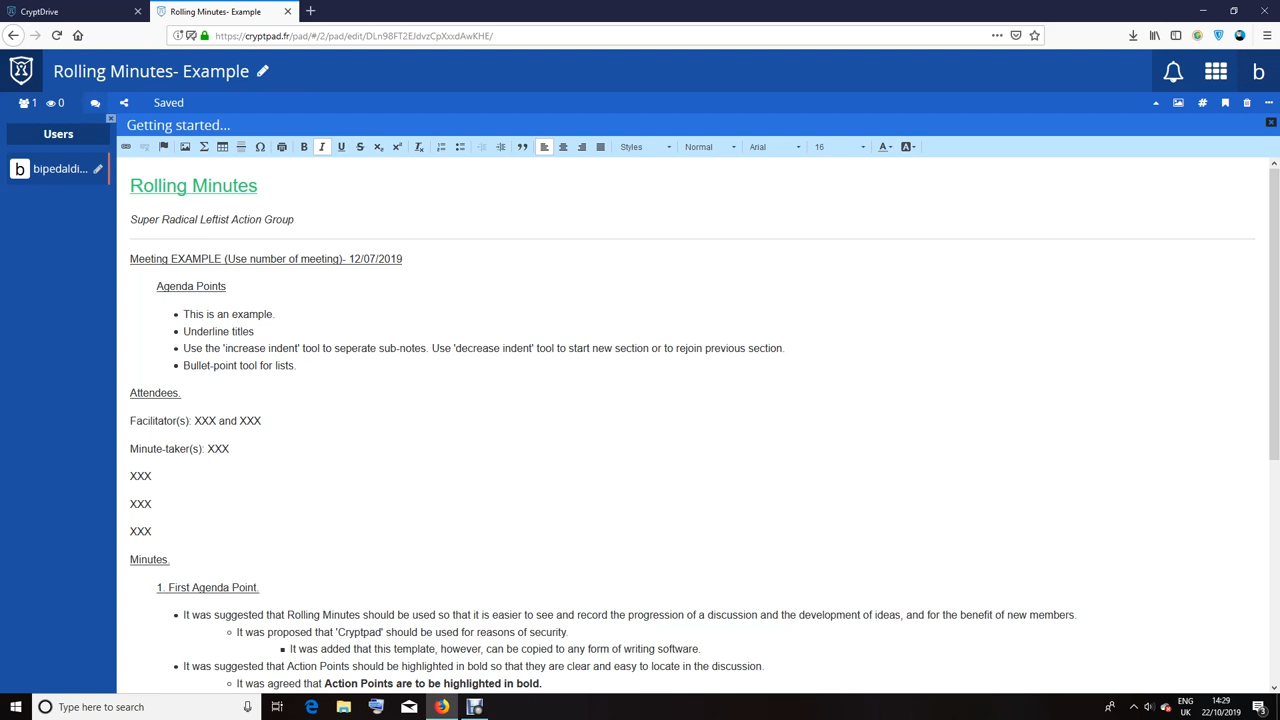 CryptDrive
Rolling Minutes- Example
https://cryptpad.fr/pad/#/2/pad/edit/DLn98FT2EJdvzCpXxxdAwKHE/
Rolling Minutes- Example
b
1 0
Saved
Users
Getting started...
Styles Normal Arial 16
b bipedaldi...
Rolling Minutes
Super Radical Leftist Action Group
Meeting EXAMPLE (Use number of meeting)- 12/07/2019
Agenda Points
This is an example.
Underline titles
Use the 'increase indent' tool to seperate sub-notes. Use 'decrease indent' tool to start new section or to rejoin previous section.
Bullet-point tool for lists.
Attendees.
Facilitator(s): XXX and XXX
Minute-taker(s): XXX
XXX
XXX
XXX
Minutes.
1. First Agenda Point.
It was suggested that Rolling Minutes should be used so that it is easier to see and record the progression of a discussion and the development of ideas, and for the benefit of new members.
It was proposed that 'Cryptpad' should be used for reasons of security.
It was added that this template, however, can be copied to any form of writing software.
It was suggested that Action Points should be highlighted in bold so that they are clear and easy to locate in the discussion.
It was agreed that Action Points are to be highlighted in bold.
Type here to search
ENG
UK
14:29
22/10/2019
3